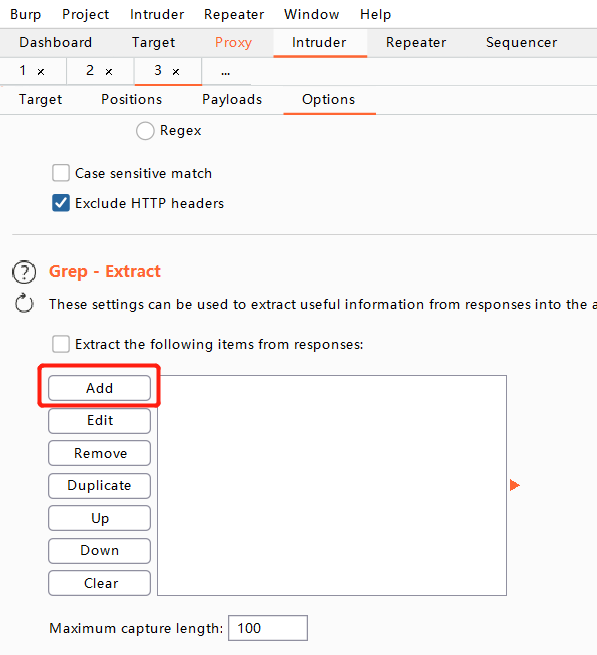 Burp Project Intruder Repeater Window Help
Dashboard Target Proxy Intruder Repeater Sequencer
1 × 2 × 3 × ...
Target Positions Payloads Options
Regex
Case sensitive match
Exclude HTTP headers
? Grep - Extract
These settings can be used to extract useful information from responses into the a
Extract the following items from responses:
Add
Edit
Remove
Duplicate
Up
Down
Clear
Maximum capture length: 100